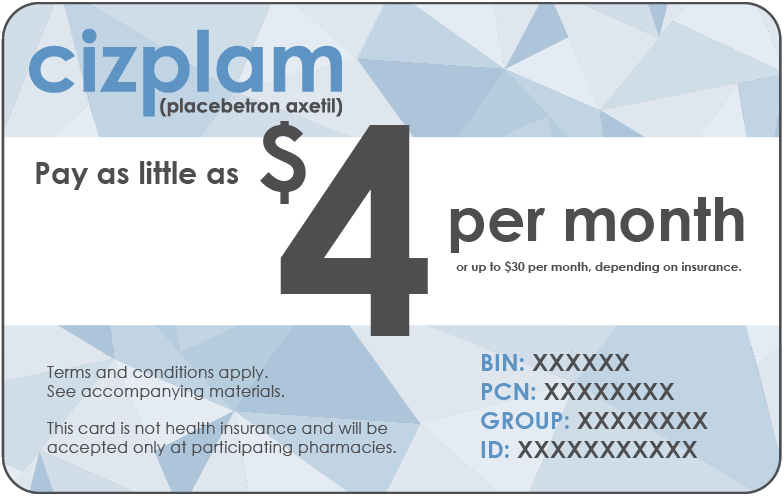 cizplam
(placebetron axetil)
Pay as little as $4 per month
or up to $30 per month, depending on insurance.
Terms and conditions apply.
See accompanying materials.
This card is not health insurance and will be
accepted only at participating pharmacies.
BIN: XXXXXX
PCN: XXXXXXXX
GROUP: XXXXXXXX
ID: XXXXXXXXXXX